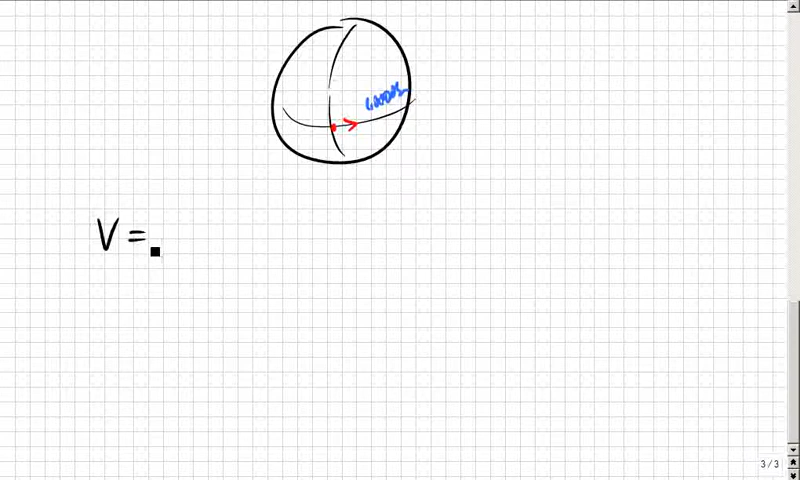 V =
3 / 3